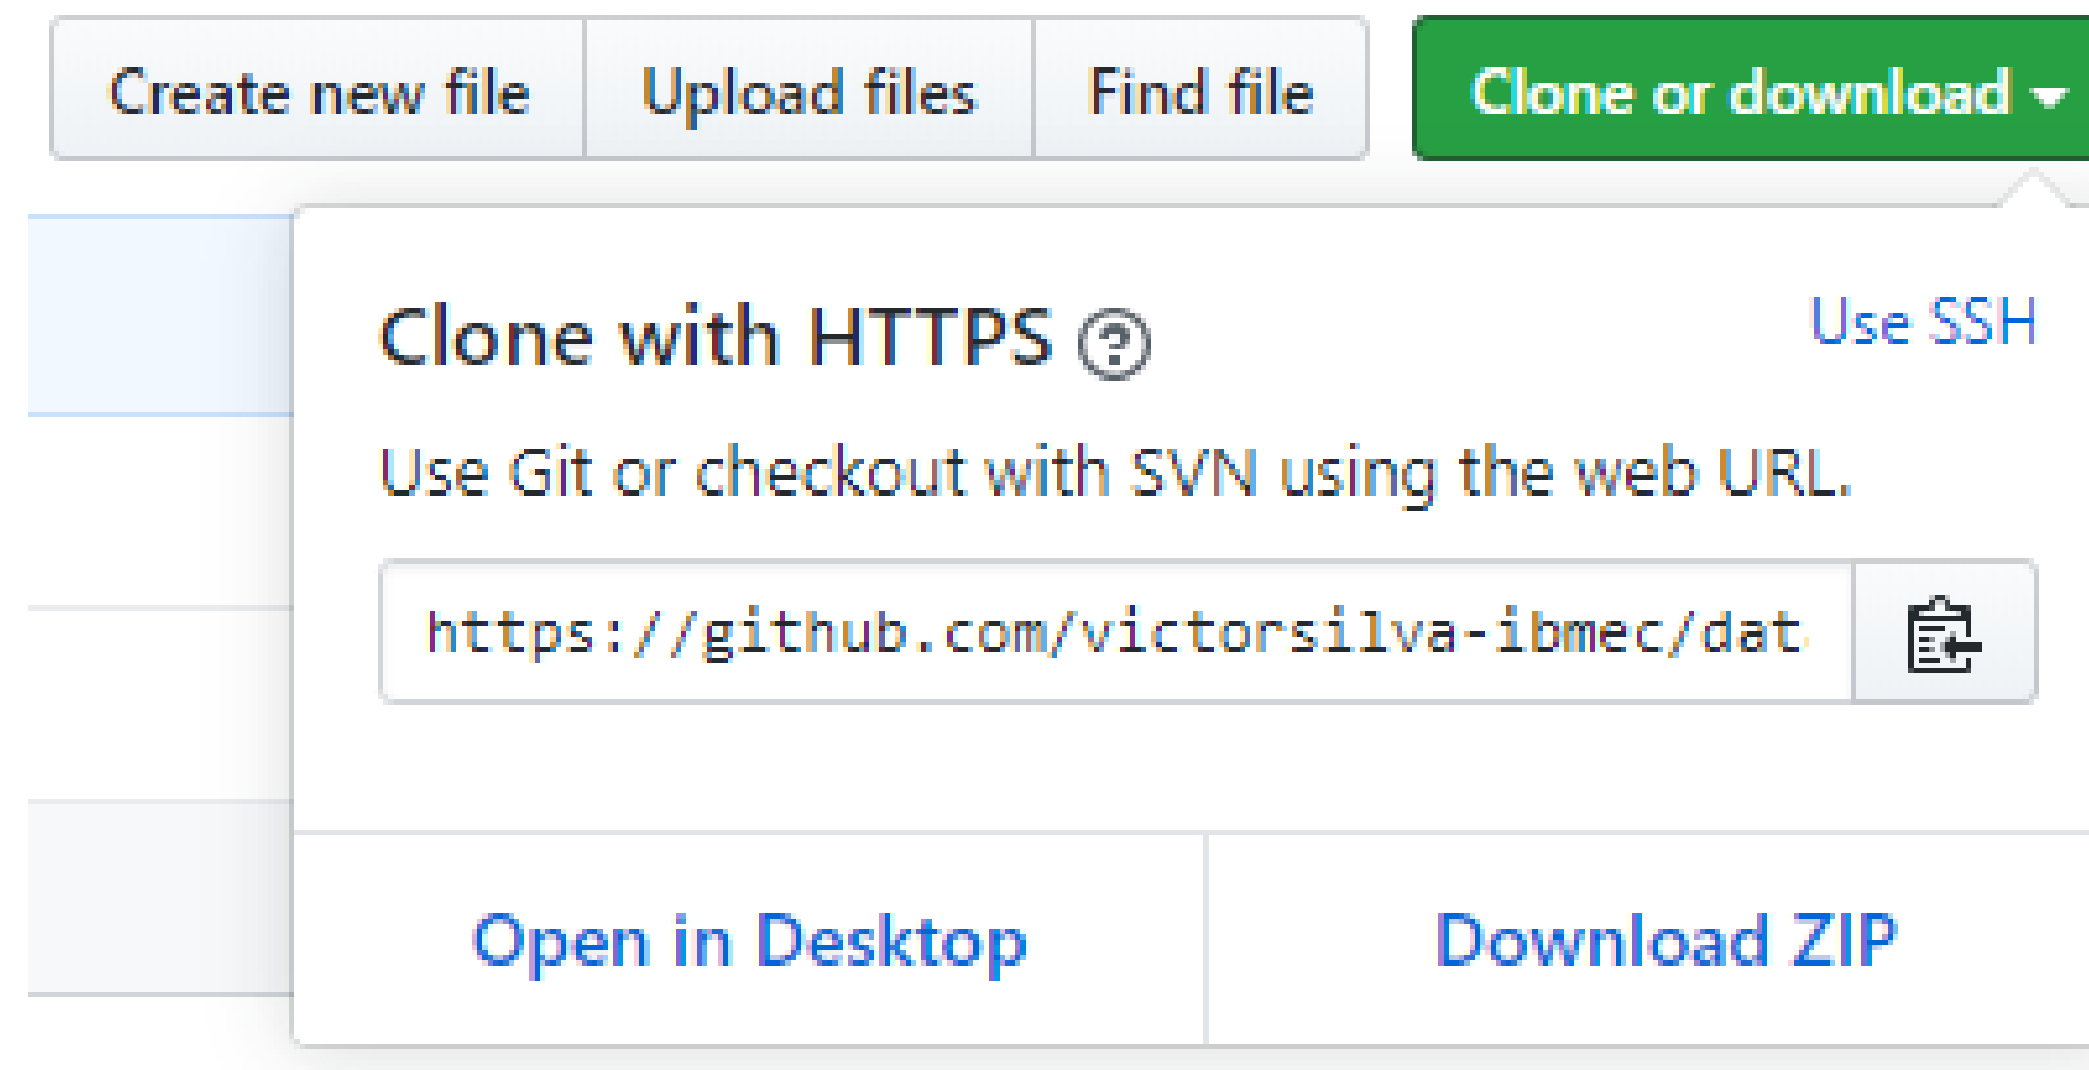 Create new file Upload files Find file Clone or download
Clone with HTTPS Use SSH
Use Git or checkout with SVN using the web URL.
https://github.com/victorsilva-ibmec/dat
Open in Desktop Download ZIP